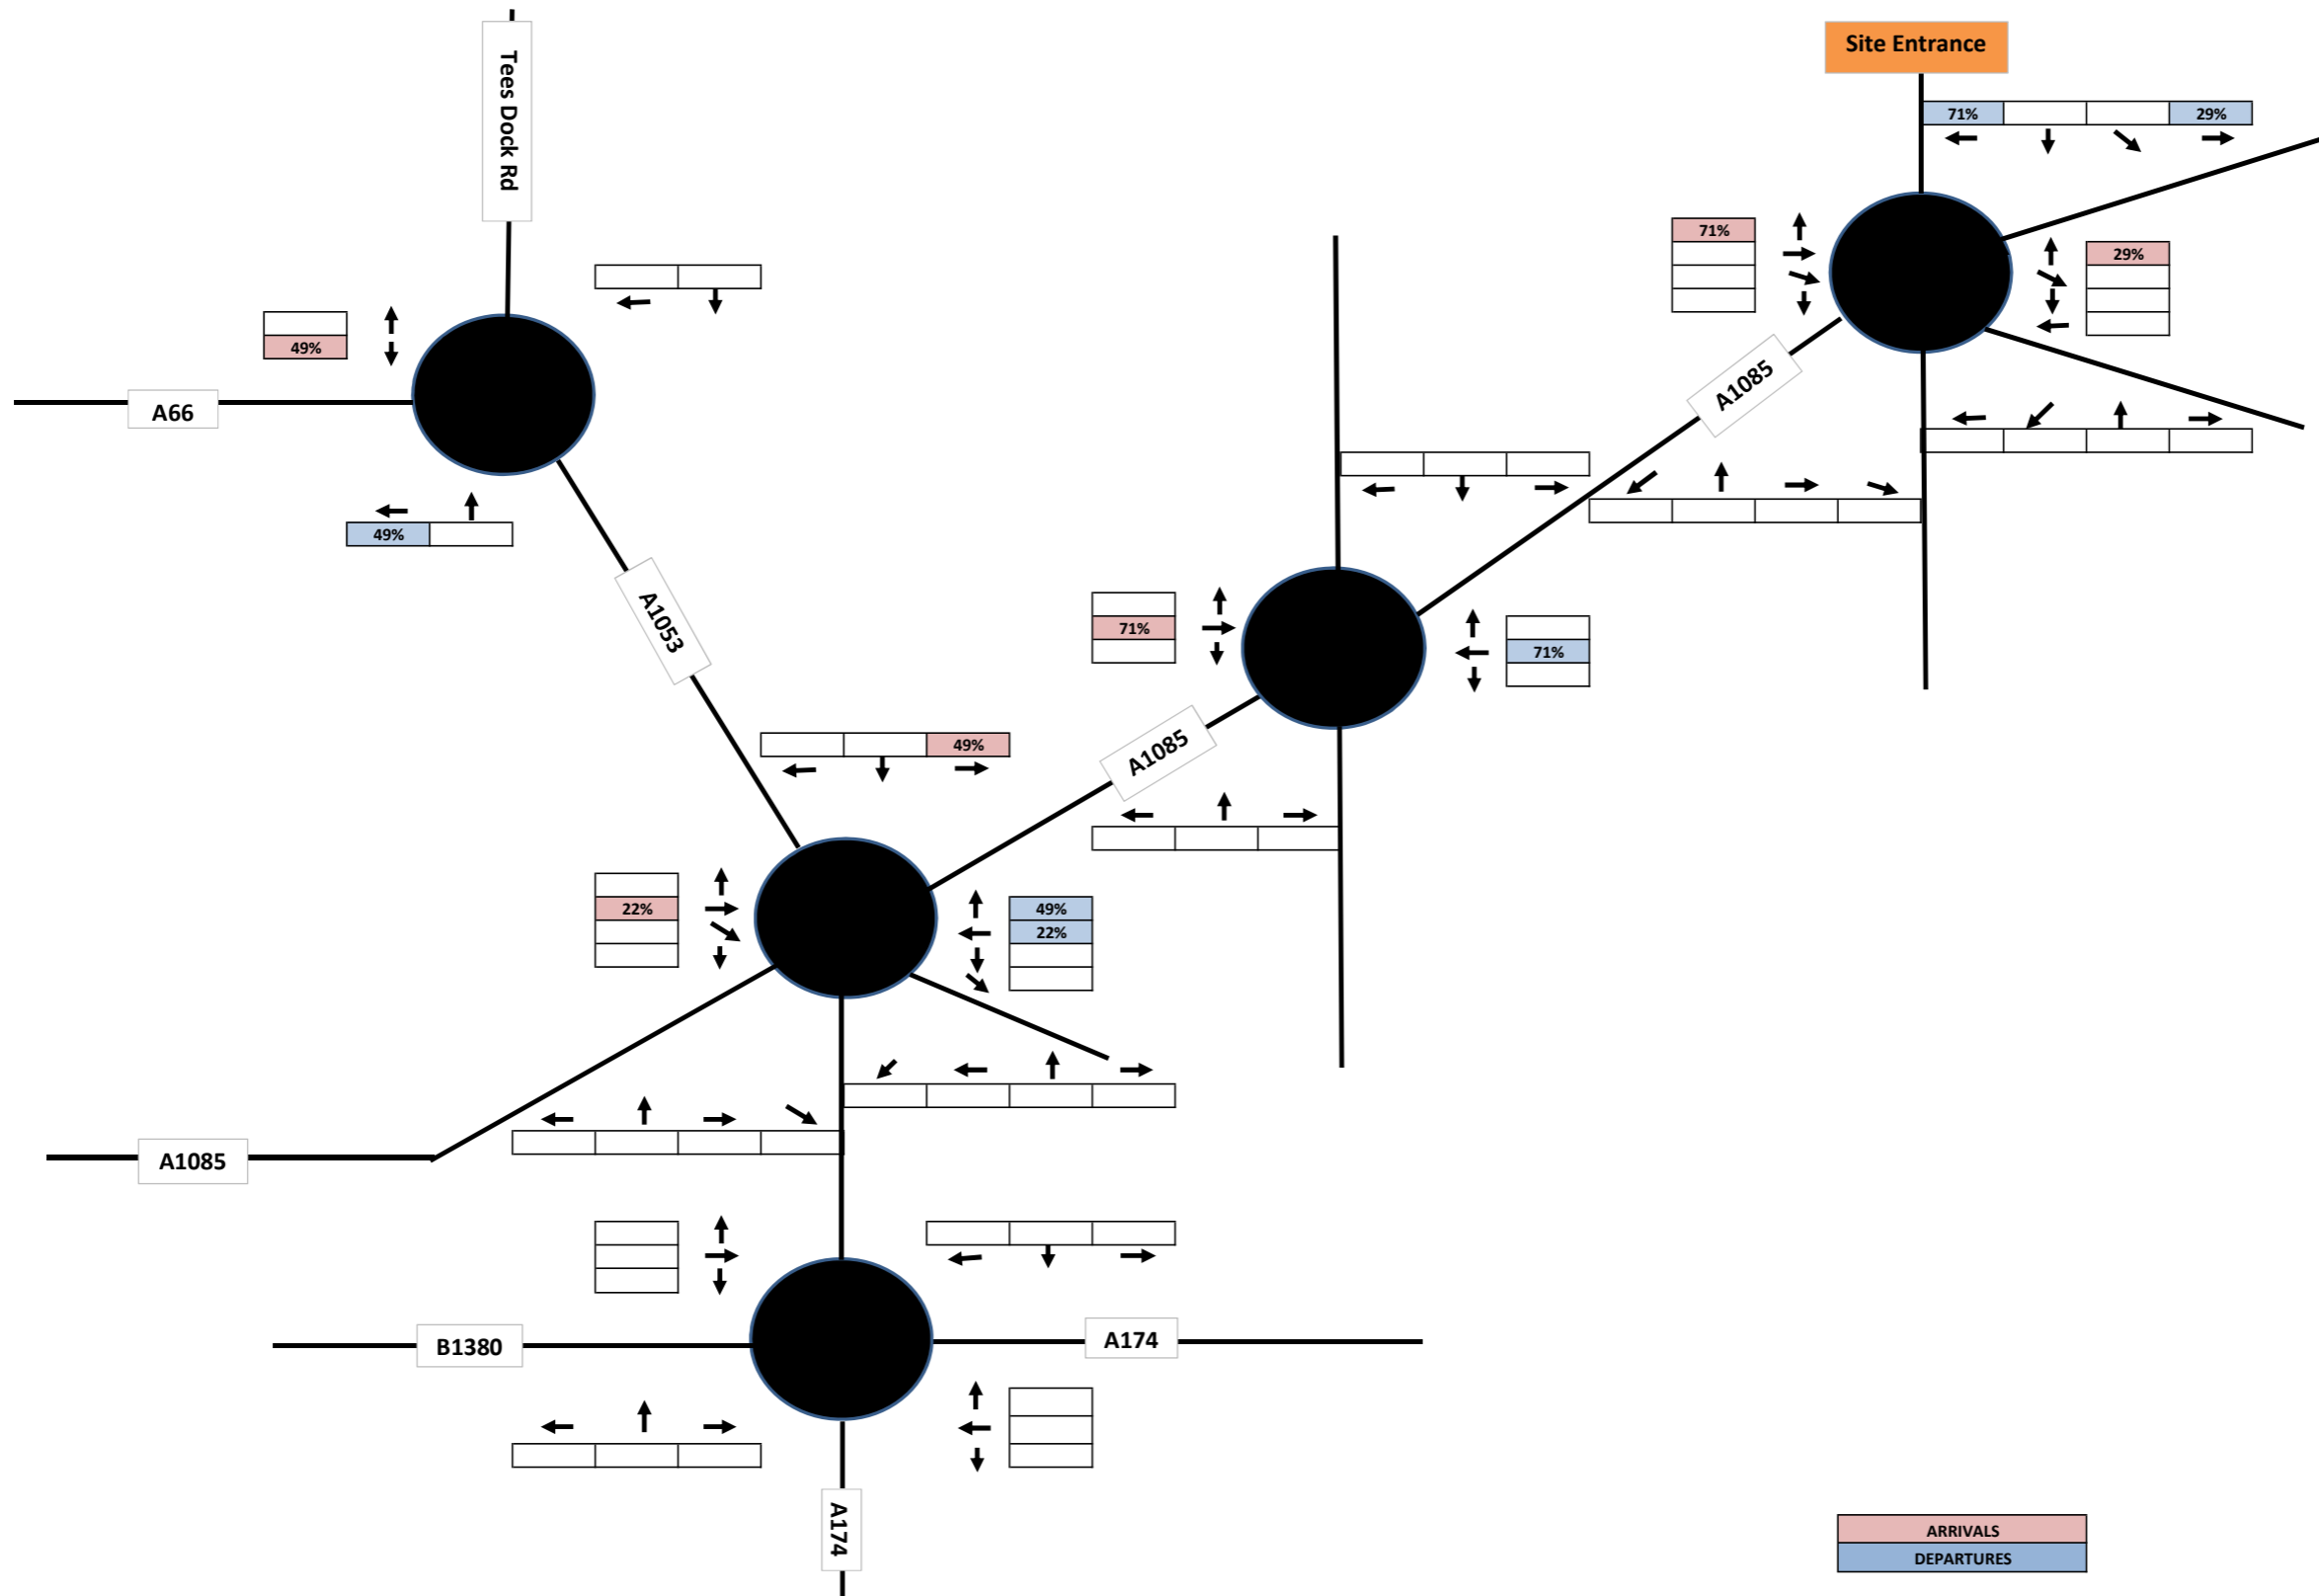 Site Entrance
Tees Dock Rd
71%
29%
71%
29%
49%
A66
A1085
49%
A1053
71%
71%
49%
A1085
22%
49%
22%
A1085
B1380
A174
A174
ARRIVALS
DEPARTURES